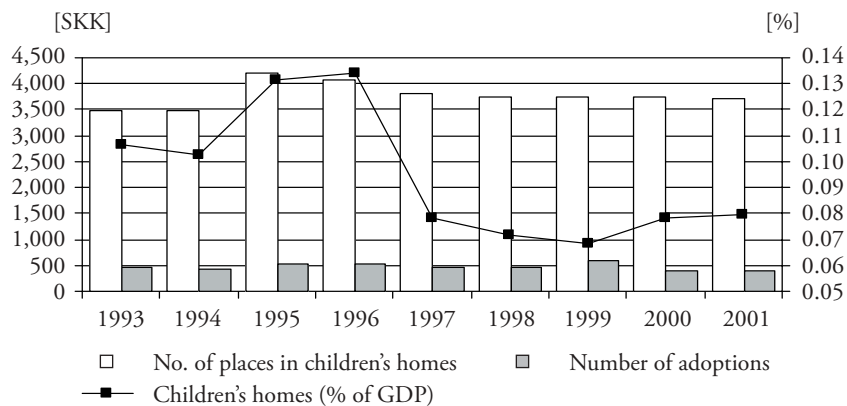 [SKK] [%]
4,500 0.14
4,000 0.13
3,500 0.12
3,000 0.11
2,500 0.10
2,000 0.09
1,500 0.08
1,000 0.07
500 0.06
0 0.05
1993 1994 1995 1996 1997 1998 1999 2000 2001
No. of places in children's homes Number of adoptions
Children's homes (% of GDP)